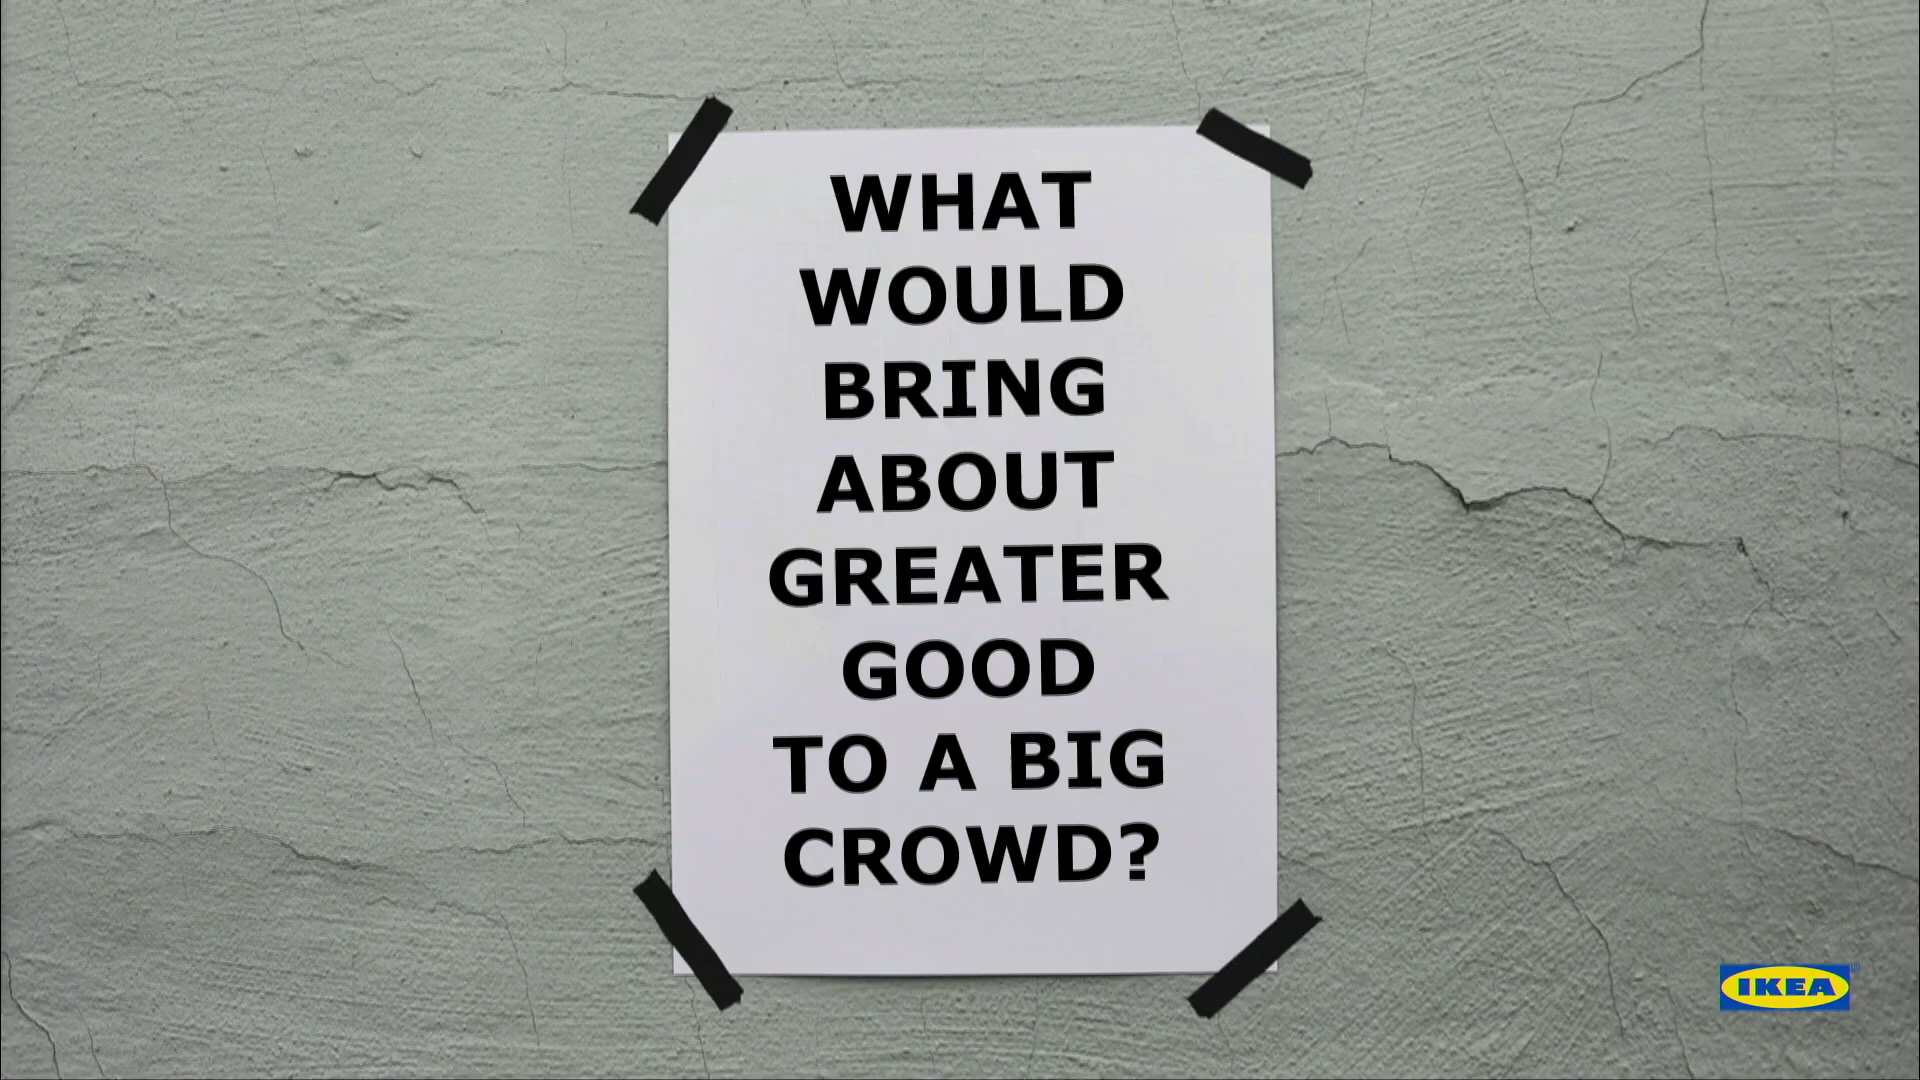 WHAT
WOULD
BRING
ABOUT
GREATER
GOOD
TO A BIG
CROWD?
IKEA